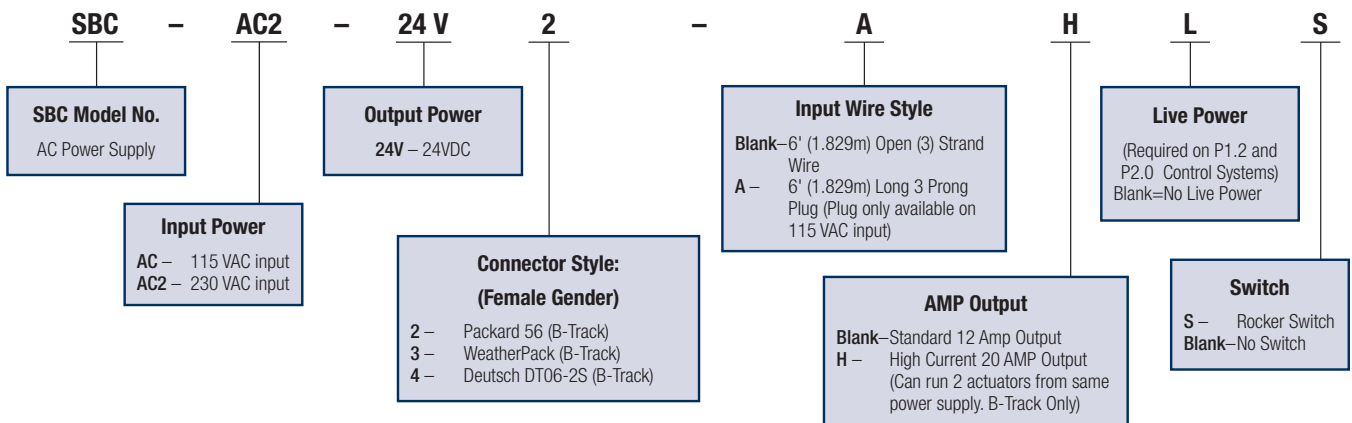 SBC – AC2 – 24 V 2 – A H L S
SBC Model No.
AC Power Supply
Input Power
AC – 115 VAC input
AC2 – 230 VAC input
Output Power
24V – 24VDC
Connector Style:
(Female Gender)
2 – Packard 56 (B-Track)
3 – WeatherPack (B-Track)
4 – Deutsch DT06-2S (B-Track)
Input Wire Style
Blank–6' (1.829m) Open (3) Strand
Wire
A – 6' (1.829m) Long 3 Prong
Plug (Plug only available on
115 VAC input)
AMP Output
Blank–Standard 12 Amp Output
H – High Current 20 AMP Output
(Can run 2 actuators from same
power supply. B-Track Only)
Live Power
(Required on P1.2 and
P2.0 Control Systems)
Blank=No Live Power
Switch
S – Rocker Switch
Blank–No Switch